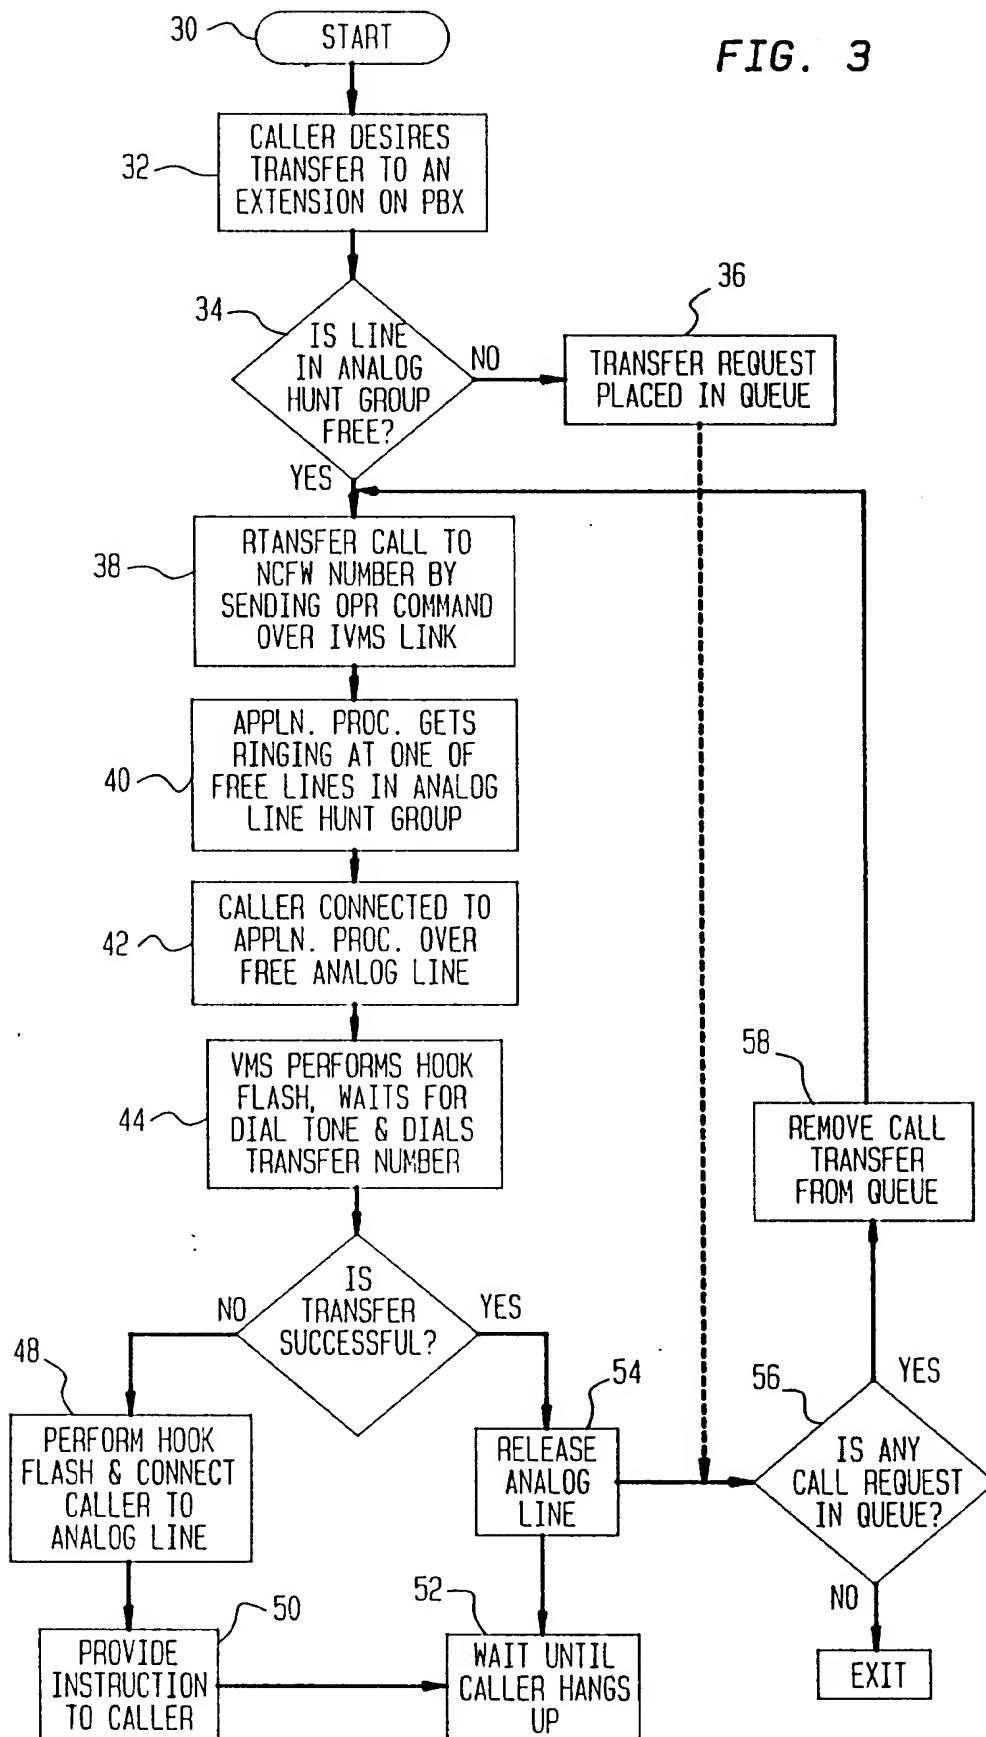 FIG. 3
30
START
32
CALLER DESIRES
TRANSFER TO AN
EXTENSION ON PBX
34
IS LINE
IN ANALOG
HUNT GROUP
FREE?
NO
YES
36
TRANSFER REQUEST
PLACED IN QUEUE
38
RTANSFER CALL TO
NCFW NUMBER BY
SENDING OPR COMMAND
OVER IVMS LINK
40
APPLN. PROC. GETS
RINGING AT ONE OF
FREE LINES IN ANALOG
LINE HUNT GROUP
42
CALLER CONNECTED TO
APPLN. PROC. OVER
FREE ANALOG LINE
44
VMS PERFORMS HOOK
FLASH, WAITS FOR
DIAL TONE & DIALS
TRANSFER NUMBER
58
REMOVE CALL
TRANSFER
FROM QUEUE
IS
TRANSFER
SUCCESSFUL?
NO
YES
48
PERFORM HOOK
FLASH & CONNECT
CALLER TO
ANALOG LINE
54
RELEASE
ANALOG
LINE
56
IS ANY
CALL REQUEST
IN QUEUE?
YES
NO
50
PROVIDE
INSTRUCTION
TO CALLER
52
WAIT UNTIL
CALLER HANGS
UP
EXIT